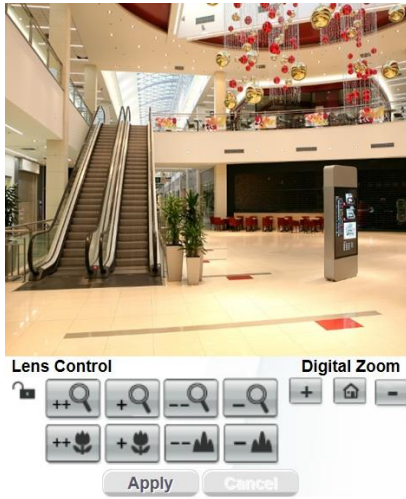 Lens Control
Digital Zoom
++
+
--
-
+
-
++
+
--
-
Apply
Cancel